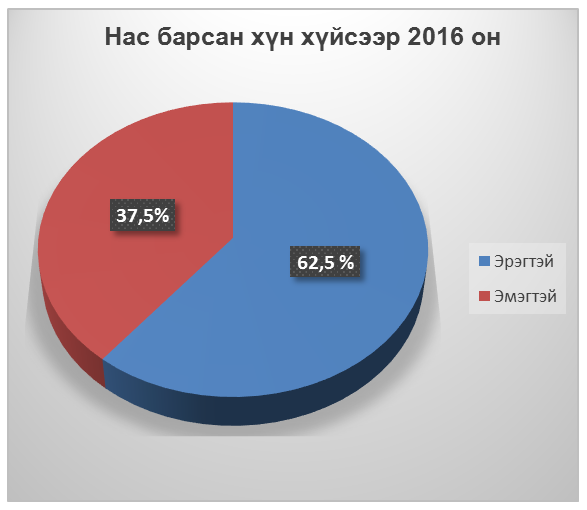 Нас барсан хүн хүйсээр 2016 он
37,5%
62,5 %
Эрэгтэй
Эмэгтэй